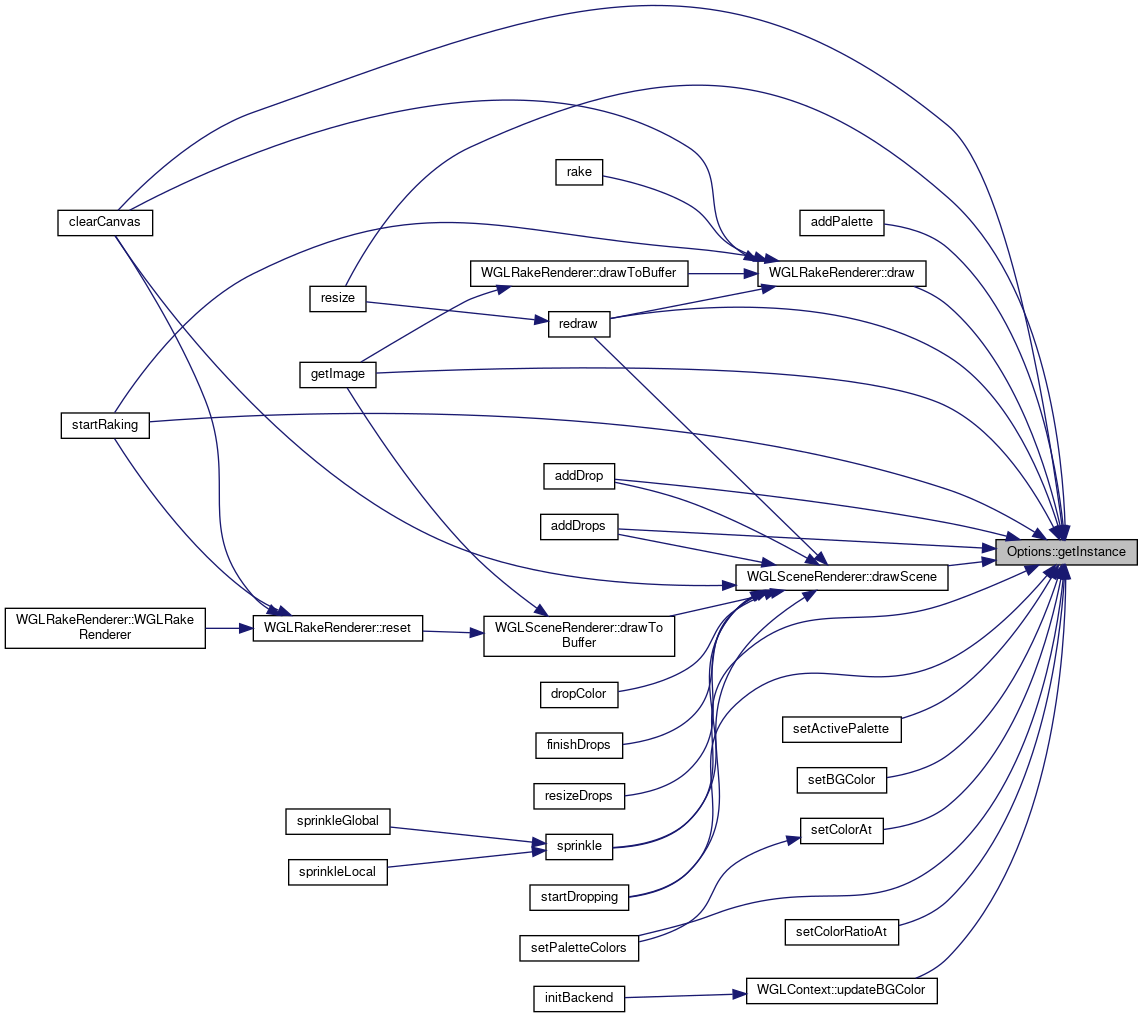 rake
clearCanvas
addPalette
WGLRakeRenderer::drawToBuffer
WGLRakeRenderer::draw
resize
redraw
getImage
startRaking
addDrop
addDrops
Options::getInstance
WGLSceneRenderer::drawScene
WGLRakeRenderer::WGLRake
Renderer
WGLRakeRenderer::reset
WGLSceneRenderer::drawTo
Buffer
dropColor
setActivePalette
finishDrops
setBGColor
resizeDrops
sprinkleGlobal
setColorAt
sprinkle
sprinkleLocal
startDropping
setColorRatioAt
setPaletteColors
WGLContext::updateBGColor
initBackend